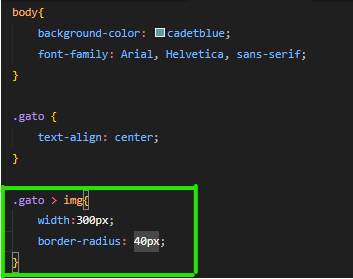 body{
background-color: cadetblue;
font-family: Arial, Helvetica, sans-serif;
}
.gato {
text-align: center;
}
.gato > img{
width:300px;
border-radius: 40px;
}